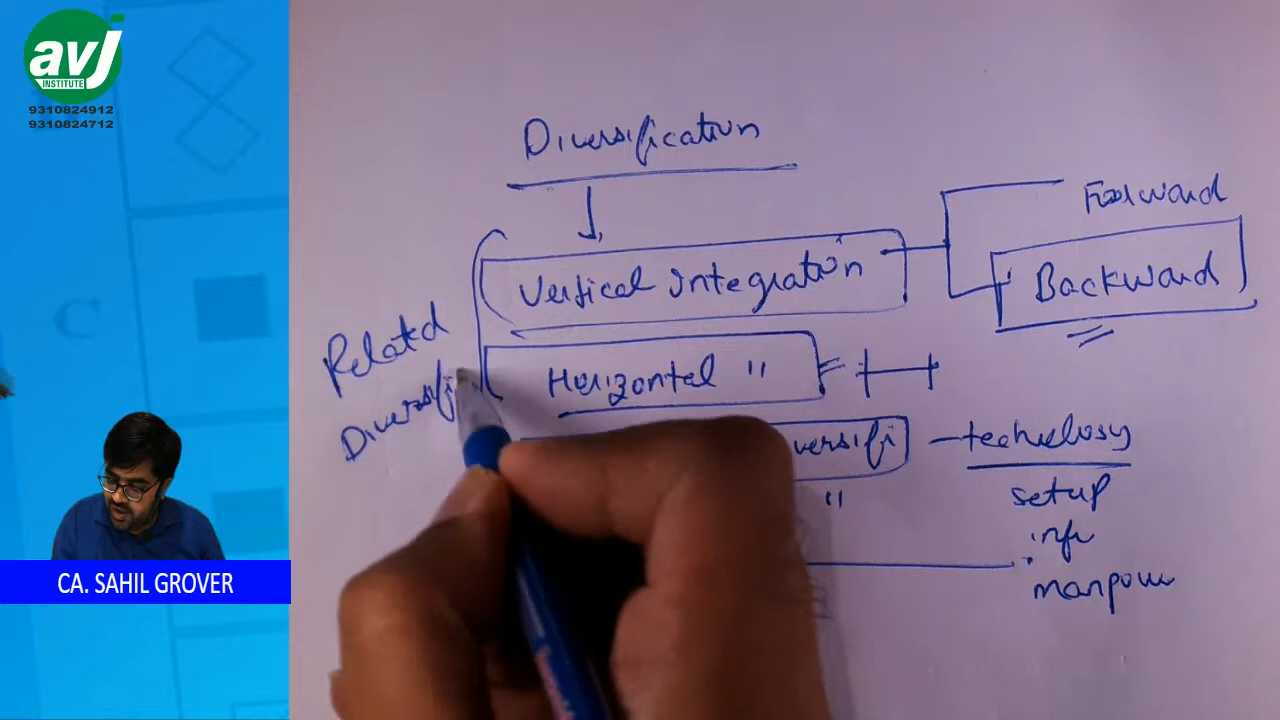 avj
INSTITUTE
9310824912
9310824712
Diversification
Vertical Integration
Forward
Backward
Related
Diversifi
Horizontal "
versifi
technology
"
setup
infr
manpower
CA. SAHIL GROVER